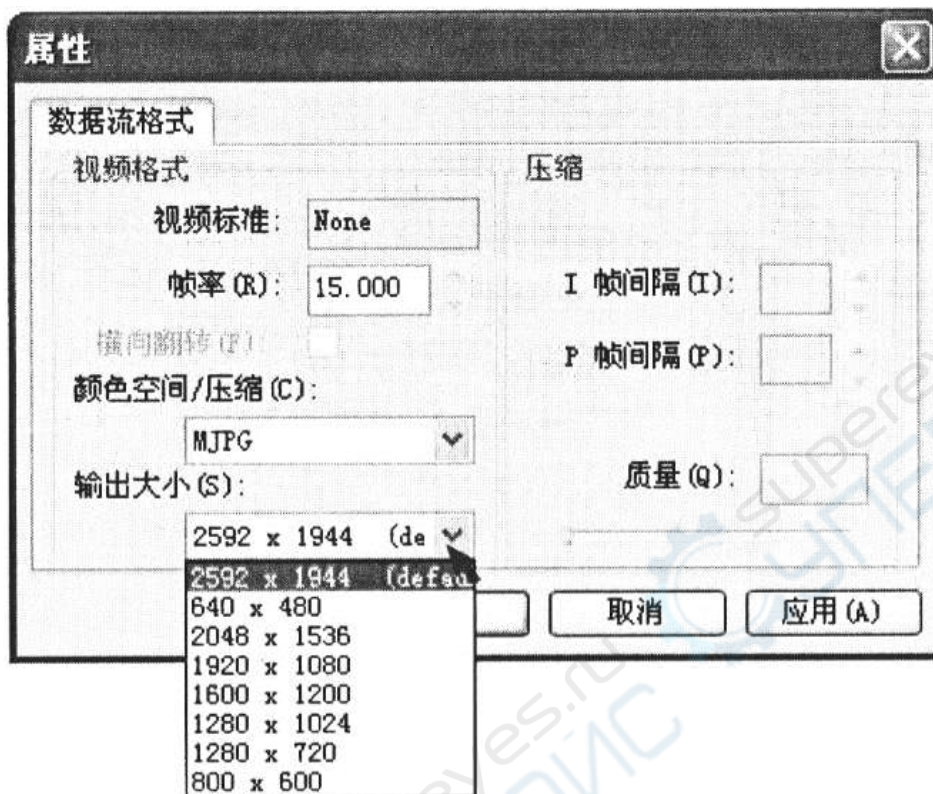 属性
数据流格式
视频格式
视频标准: None
帧率(R): 15.000
横向翻转(F):
颜色空间/压缩(C):
MJPG
输出大小(S):
2592 x 1944 (de
2592 x 1944 (defau
640 x 480
2048 x 1536
1920 x 1080
1600 x 1200
1280 x 1024
1280 x 720
800 x 600
压缩
I 帧间隔(I):
P 帧间隔(P):
质量(Q):
取消
应用(A)